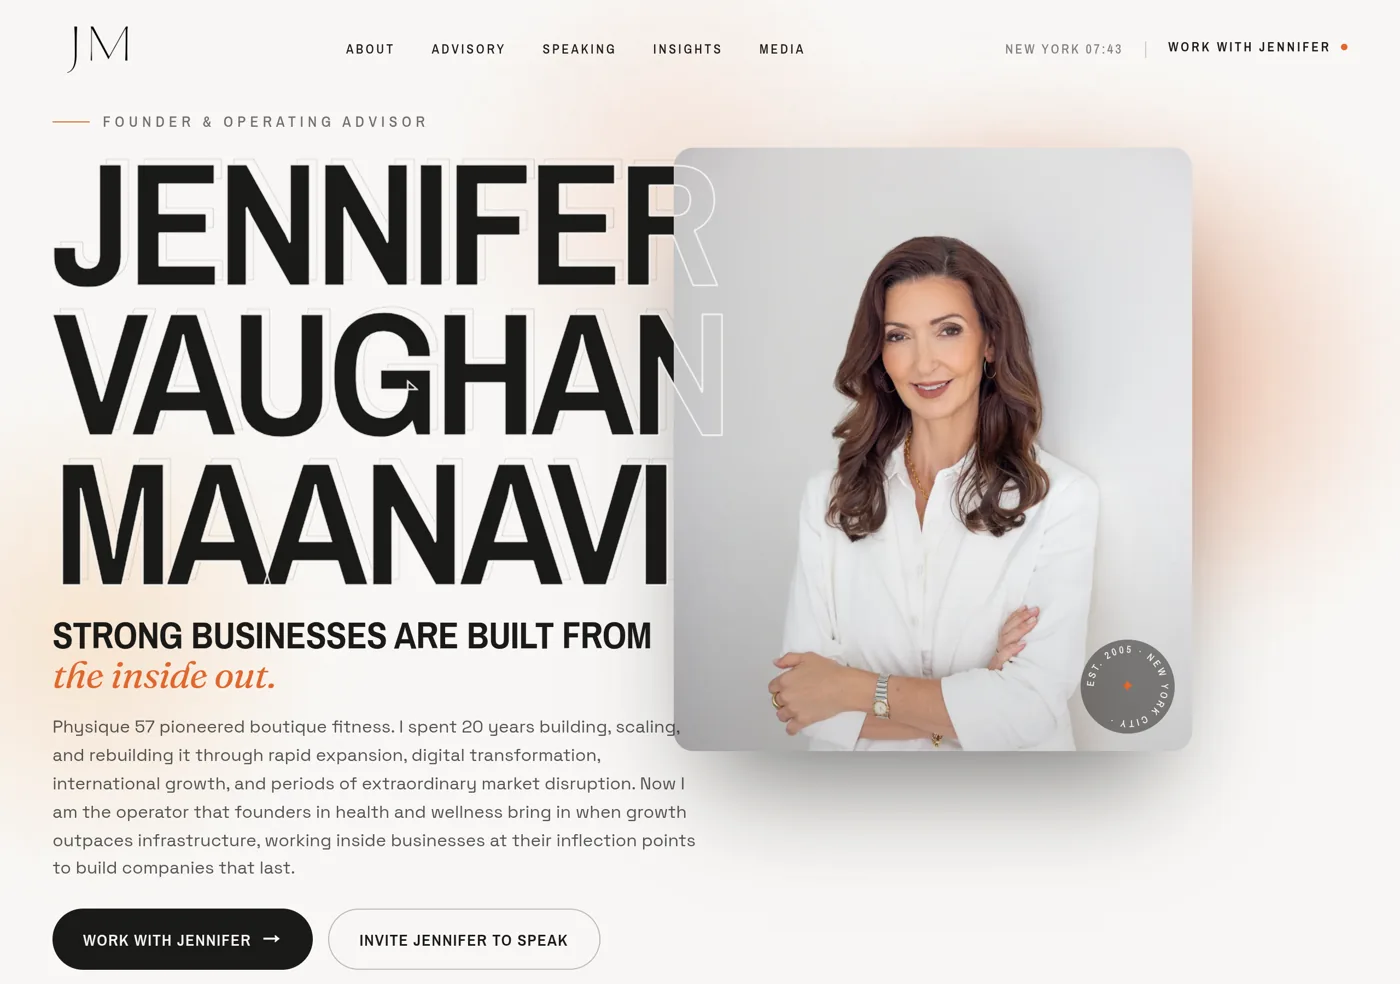 JM
ABOUT ADVISORY SPEAKING INSIGHTS MEDIA
NEW YORK 07:43
WORK WITH JENNIFER
FOUNDER & OPERATING ADVISOR
JENNIFER
VAUGHAN
MAANAVI
STRONG BUSINESSES ARE BUILT FROM
the inside out.
Physique 57 pioneered boutique fitness. I spent 20 years building, scaling,
and rebuilding it through rapid expansion, digital transformation,
international growth, and periods of extraordinary market disruption. Now I
am the operator that founders in health and wellness bring in when growth
outpaces infrastructure, working inside businesses at their inflection points
to build companies that last.
EST. 2005 · NEW YORK CITY ·
WORK WITH JENNIFER →
INVITE JENNIFER TO SPEAK